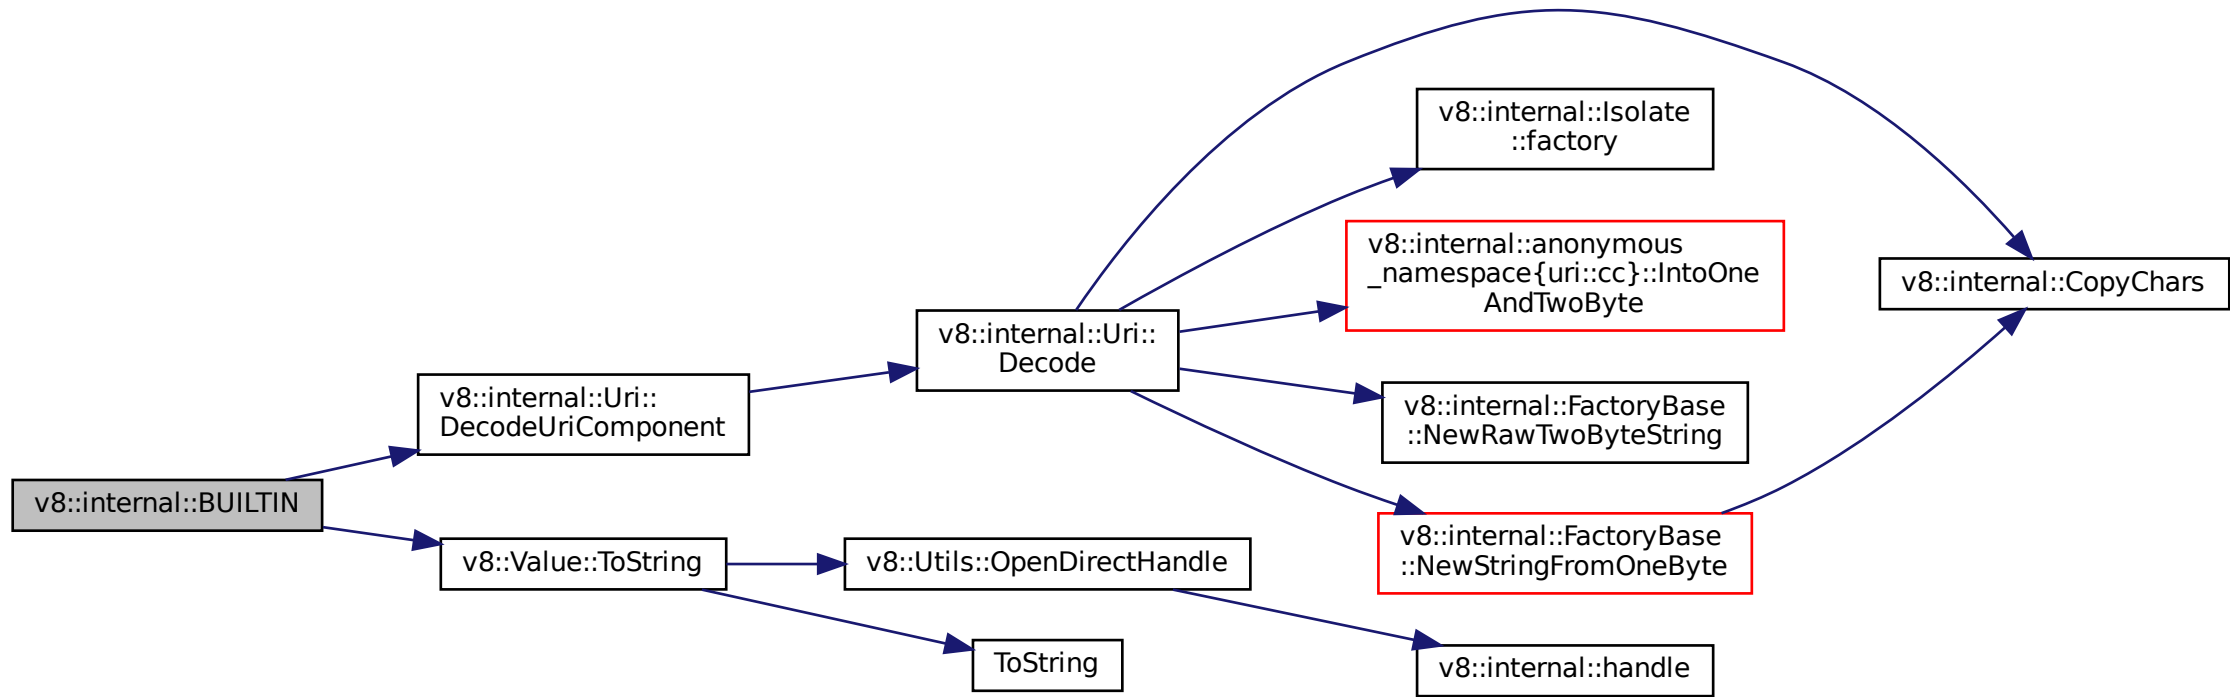 v8::internal::BUILTIN
v8::internal::Uri::
DecodeUriComponent
v8::Value::ToString
v8::internal::Uri::
Decode
v8::Utils::OpenDirectHandle
ToString
v8::internal::Isolate
::factory
v8::internal::anonymous
_namespace{uri::cc}::IntoOne
AndTwoByte
v8::internal::FactoryBase
::NewRawTwoByteString
v8::internal::FactoryBase
::NewStringFromOneByte
v8::internal::handle
v8::internal::CopyChars